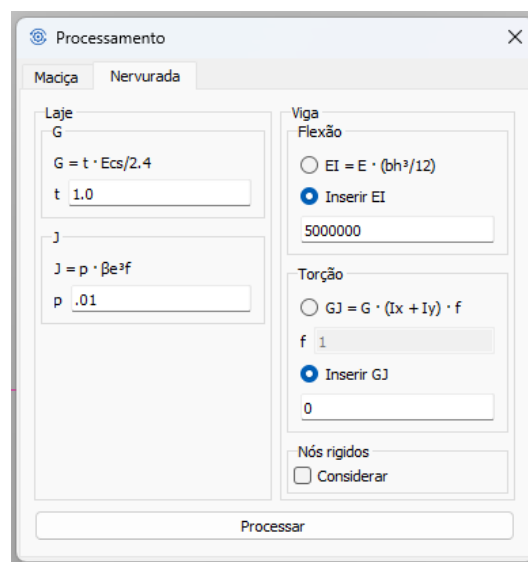 Processamento
Maciça Nervurada
Laje
G
G = t · Ecs/2.4
t 1.0
J
J = p · βe³f
p .01
Viga
Flexão
EI = E · (bh³/12)
Inserir EI
5000000
Torção
GJ = G · (Ix + Iy) · f
f 1
Inserir GJ
0
Nós rigidos
Considerar
Processar